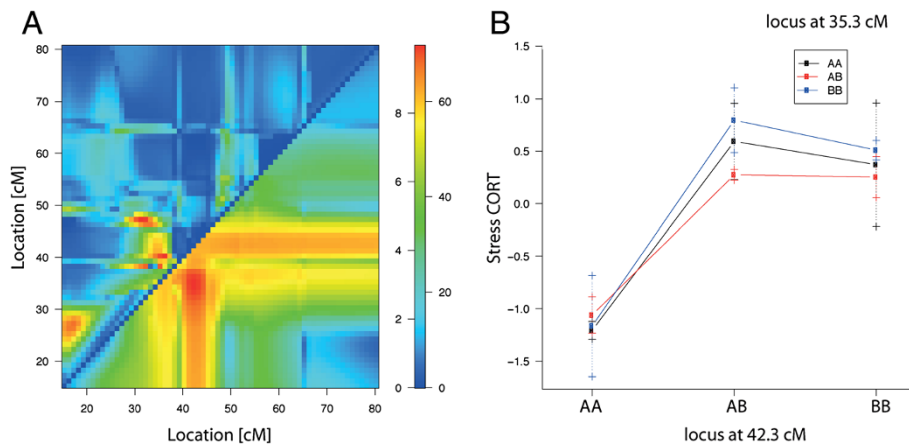 A
80
70
60
50
40
30
20
Location [cM]
20 30 40 50 60 70 80
Location [cM]
8
6
4
2
0
60
40
20
0
B
locus at 35.3 cM
AA
AB
BB
1.5
1.0
0.5
0.0
−0.5
−1.0
−1.5
Stress CORT
AA AB BB
locus at 42.3 cM